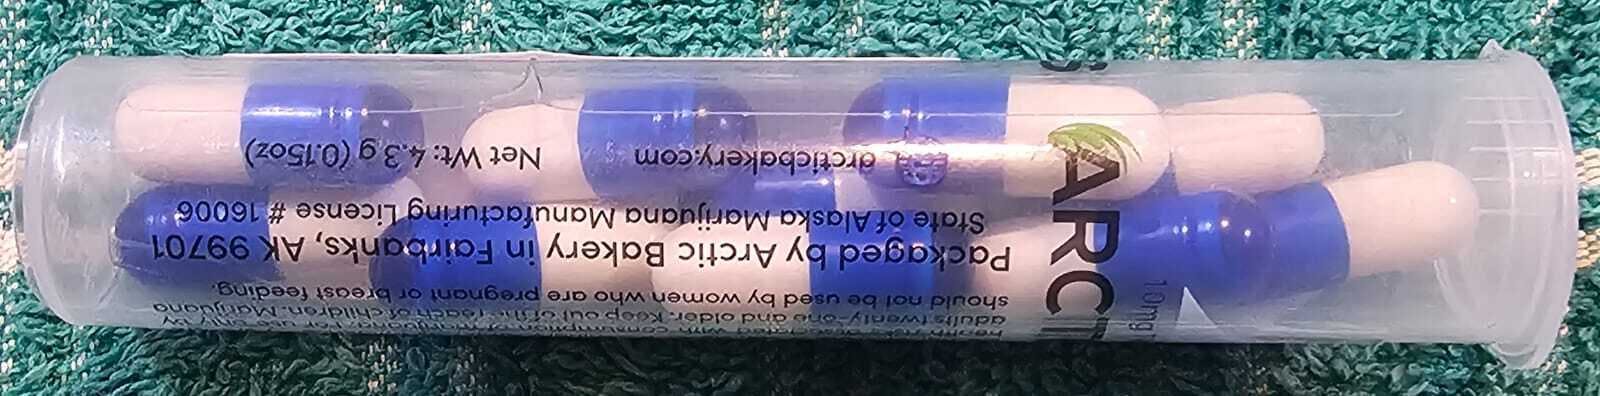 health risks associated with consumption of marijuana. For use only by
adults twenty-one and older. Keep out of the reach of children. Marijuana
should not be used by women who are pregnant or breast feeding.
Packaged by Arctic Bakery in Fairbanks, AK 99701
State of Alaska Marijuana Manufacturing License # 16006
arcticbakery.com
Net Wt: 4.3 g (0.15oz)
ARCT
10mg